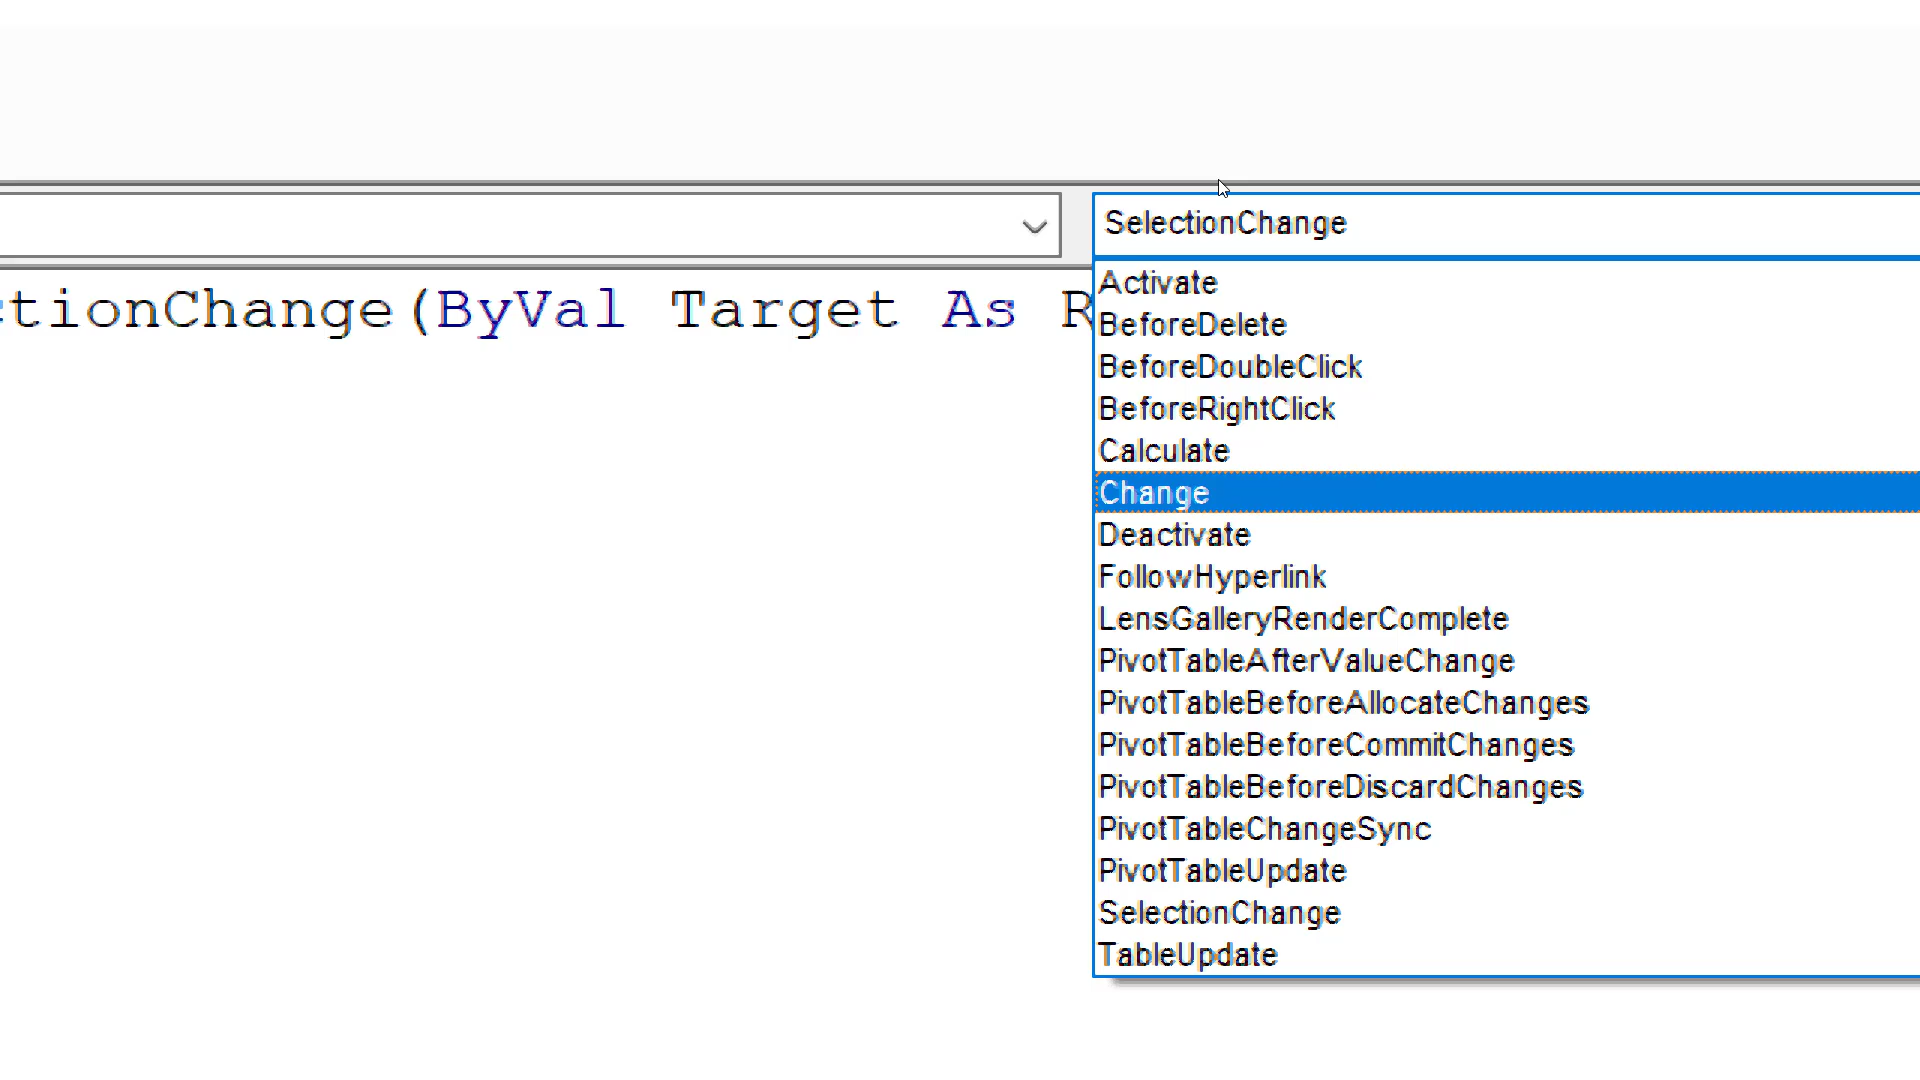 SelectionChange
tionChange(ByVal Target As R
Activate
BeforeDelete
BeforeDoubleClick
BeforeRightClick
Calculate
Change
Deactivate
FollowHyperlink
LensGalleryRenderComplete
PivotTableAfterValueChange
PivotTableBeforeAllocateChanges
PivotTableBeforeCommitChanges
PivotTableBeforeDiscardChanges
PivotTableChangeSync
PivotTableUpdate
SelectionChange
TableUpdate